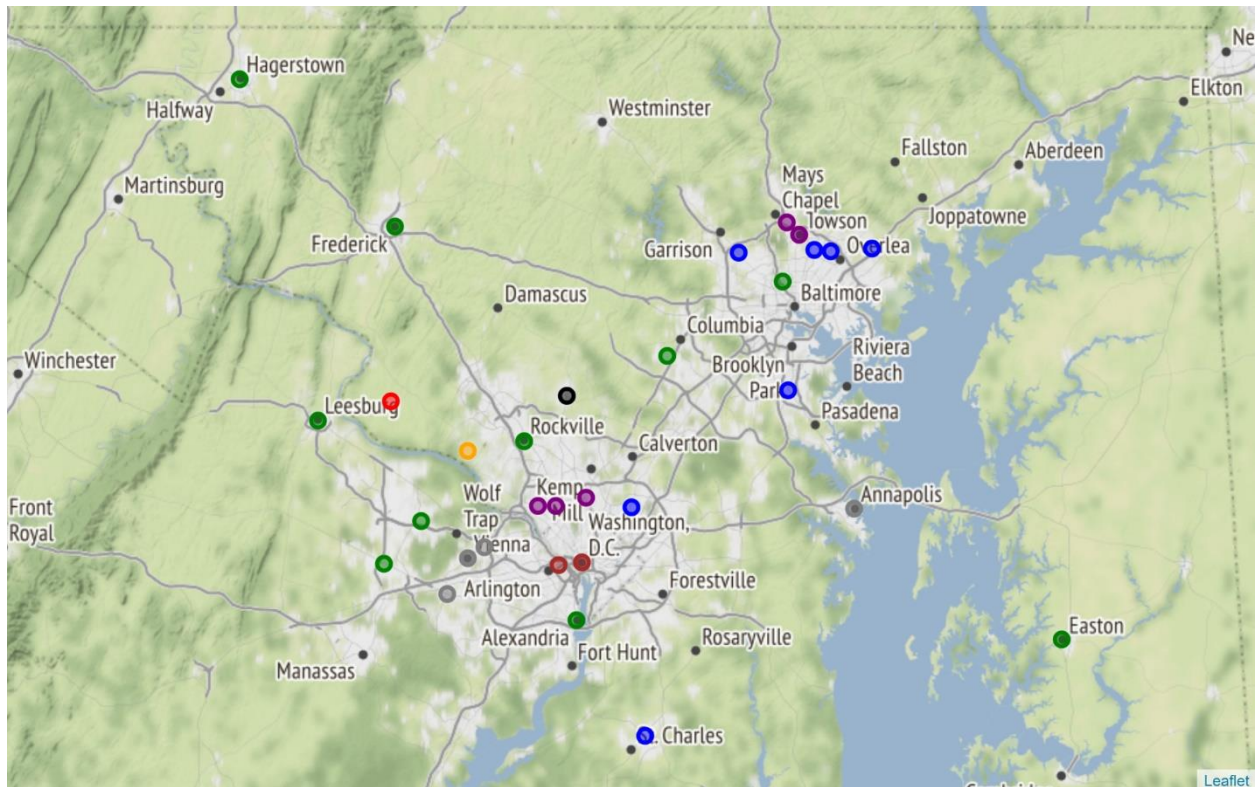 Ne
Hagerstown
Elkton
Halfway
Westminster
Fallston
Aberdeen
Martinsburg
Mays
Chapel
Towson
Joppatowne
Frederick
Garrison
Overlea
Damascus
Baltimore
Columbia
Winchester
Brooklyn
Park
Riviera
Beach
Leesburg
Pasadena
Rockville
Calverton
Front
Royal
Wolf
Trap
Kemp
Mill
Annapolis
Washington,
D.C.
Vienna
Arlington
Forestville
Easton
Alexandria
Rosaryville
Fort Hunt
Manassas
. Charles
Leaflet